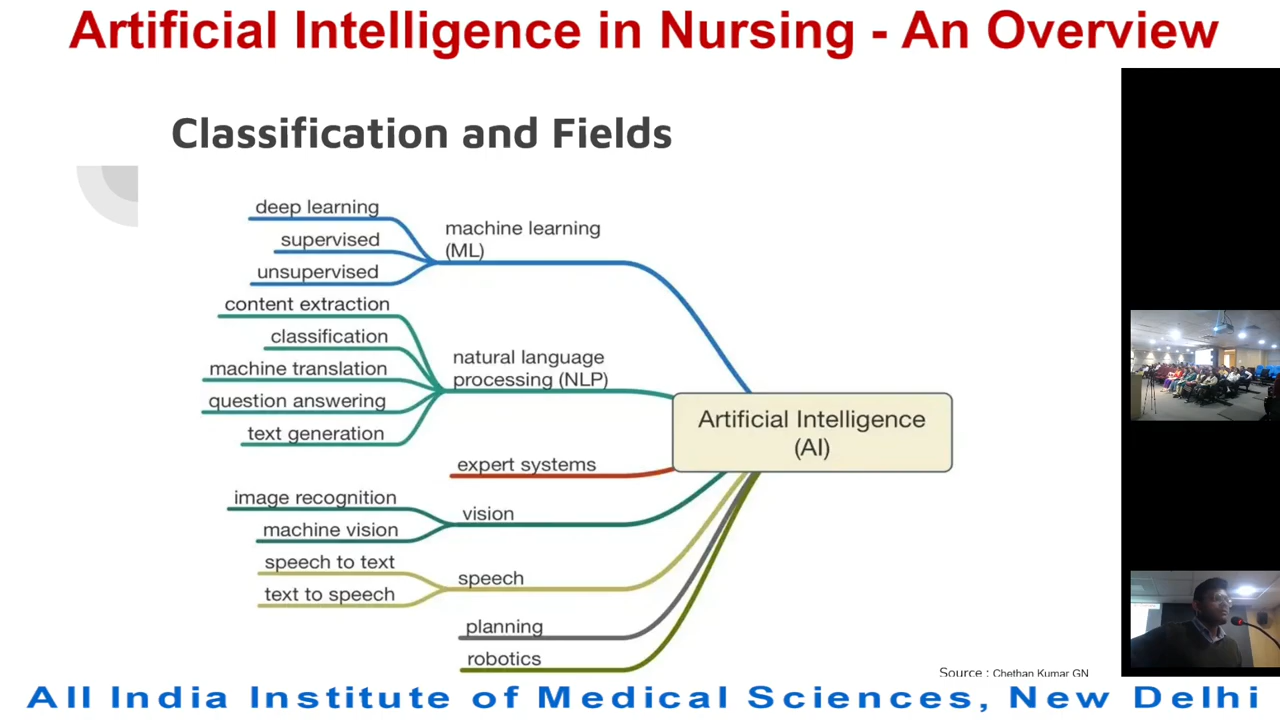 Artificial Intelligence in Nursing - An Overview
Classification and Fields
deep learning
supervised
unsupervised
machine learning
(ML)
content extraction
classification
machine translation
question answering
text generation
natural language
processing (NLP)
Artificial Intelligence
(AI)
expert systems
image recognition
machine vision
vision
speech to text
text to speech
speech
planning
robotics
Source : Chethan Kumar GN
All India Institute of Medical Sciences, New Delhi